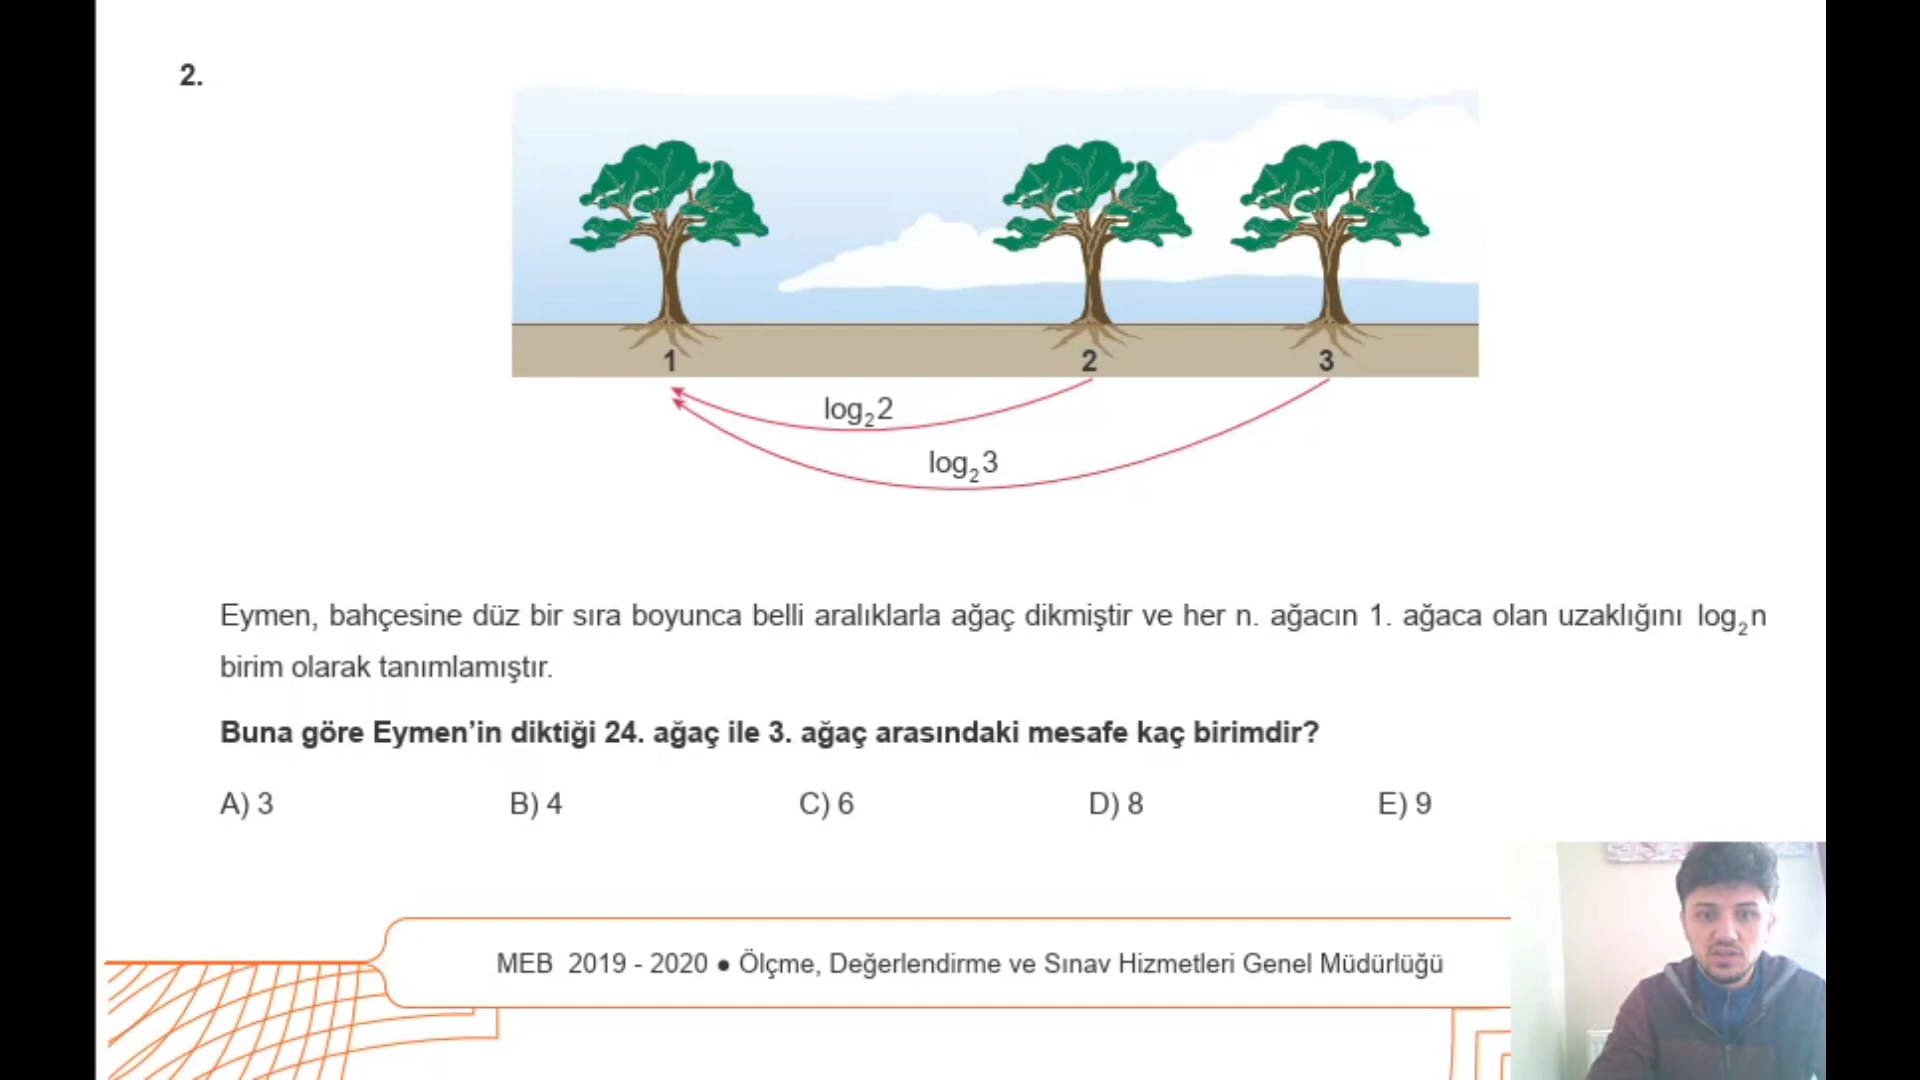 2.
1 2 3
log₂2
log₂3
Eymen, bahçesine düz bir sıra boyunca belli aralıklarla ağaç dikmiştir ve her n. ağacın 1. ağaca olan uzaklığını log₂n
birim olarak tanımlamıştır.
Buna göre Eymen’in diktiği 24. ağaç ile 3. ağaç arasındaki mesafe kaç birimdir?
A) 3 B) 4 C) 6 D) 8 E) 9
MEB 2019 - 2020 ● Ölçme, Değerlendirme ve Sınav Hizmetleri Genel Müdürlüğü